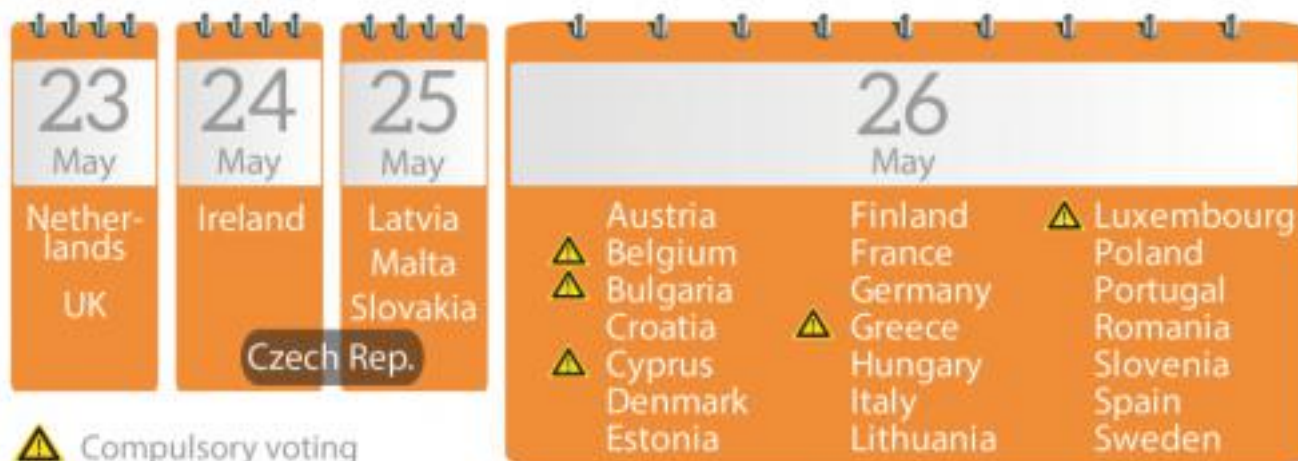 23
May
Nether-
lands
UK
24
May
Ireland
25
May
Latvia
Malta
Slovakia
Czech Rep.
26
May
Austria
Belgium
Bulgaria
Croatia
Cyprus
Denmark
Estonia
Finland
France
Germany
Greece
Hungary
Italy
Lithuania
Luxembourg
Poland
Portugal
Romania
Slovenia
Spain
Sweden
Compulsory voting